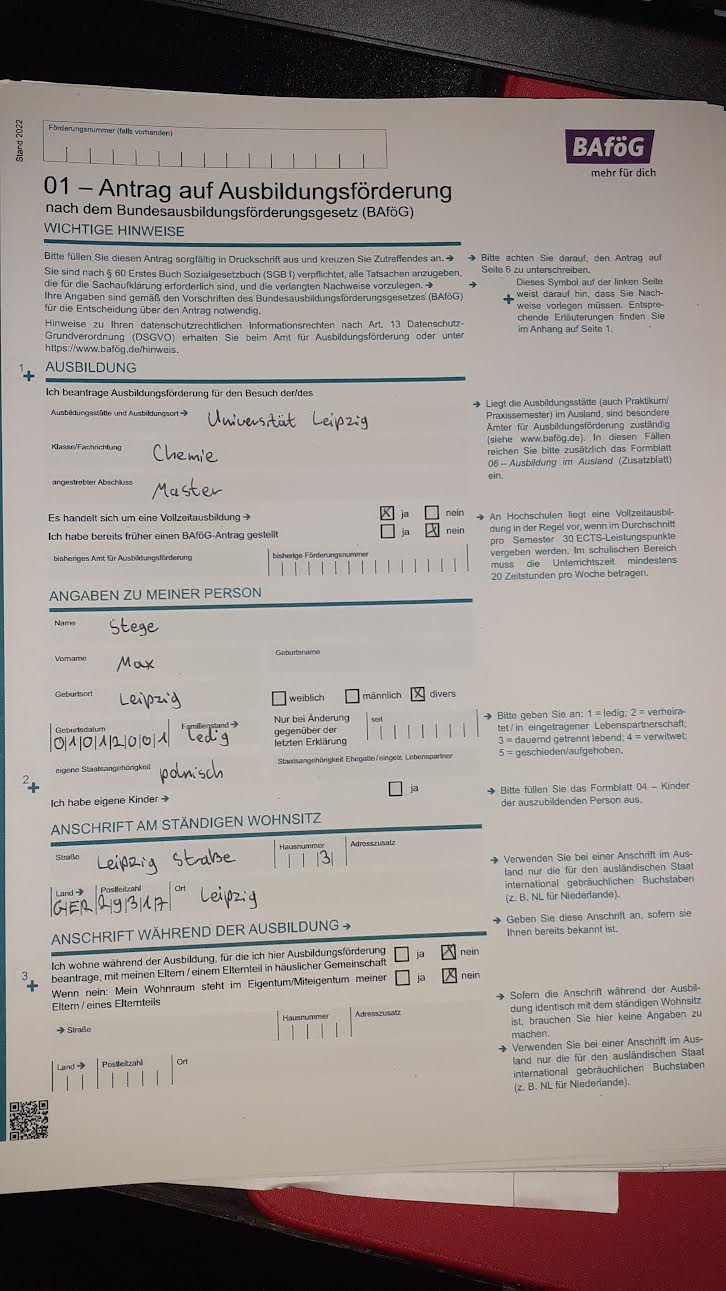 Stand 2022
Förderungsnummer (falls vorhanden)
BAföG
mehr für dich
01 – Antrag auf Ausbildungsförderung
nach dem Bundesausbildungsförderungsgesetz (BAföG)
WICHTIGE HINWEISE
Bitte füllen Sie diesen Antrag sorgfältig in Druckschrift aus und kreuzen Sie Zutreffendes an. →
Sie sind nach § 60 Erstes Buch Sozialgesetzbuch (SGB I) verpflichtet, alle Tatsachen anzugeben,
die für die Sachaufklärung erforderlich sind, und die verlangten Nachweise vorzulegen. →
Ihre Angaben sind gemäß den Vorschriften des Bundesausbildungsförderungsgesetzes (BAföG)
für die Entscheidung über den Antrag notwendig.
Hinweise zu Ihren datenschutzrechtlichen Informationsrechten nach Art. 13 Datenschutz-
Grundverordnung (DSGVO) erhalten Sie beim Amt für Ausbildungsförderung oder unter
https://www.bafög.de/hinweis.
→ Bitte achten Sie darauf, den Antrag auf
Seite 6 zu unterschreiben.
→ Dieses Symbol auf der linken Seite
+ weist darauf hin, dass Sie Nach-
weise vorlegen müssen. Entspre-
chende Erläuterungen finden Sie
im Anhang auf Seite 1.
1 + AUSBILDUNG
Ich beantrage Ausbildungsförderung für den Besuch der/des
Ausbildungsstätte und Ausbildungsort → Universität Leipzig
Klasse/Fachrichtung Chemie
angestrebter Abschluss Master
→ Liegt die Ausbildungsstätte (auch Praktikum/
Praxissemester) im Ausland, sind besondere
Ämter für Ausbildungsförderung zuständig
(siehe www.bafög.de). In diesen Fällen
reichen Sie bitte zusätzlich das Formblatt
06 – Ausbildung im Ausland (Zusatzblatt)
ein.
Es handelt sich um eine Vollzeitausbildung → X ja nein
Ich habe bereits früher einen BAföG-Antrag gestellt ja X nein
bisheriges Amt für Ausbildungsförderung bisherige Förderungsnummer
→ An Hochschulen liegt eine Vollzeitausbil-
dung in der Regel vor, wenn im Durchschnitt
pro Semester 30 ECTS-Leistungspunkte
vergeben werden. Im schulischen Bereich
muss die Unterrichtszeit mindestens
20 Zeitstunden pro Woche betragen.
ANGABEN ZU MEINER PERSON
Name Stege
Vorname Max Geburtsname
Geburtsort Leipzig weiblich männlich X divers
Geburtsdatum 01012001 Familienstand → ledig
Nur bei Änderung
gegenüber der
letzten Erklärung
seit
→ Bitte geben Sie an: 1 = ledig; 2 = verheira-
tet / in eingetragener Lebenspartnerschaft;
3 = dauernd getrennt lebend; 4 = verwitwet;
5 = geschieden/aufgehoben.
2 + eigene Staatsangehörigkeit polnisch Staatsangehörigkeit Ehegatte/eingetr. Lebenspartner
Ich habe eigene Kinder → ja
→ Bitte füllen Sie das Formblatt 04 – Kinder
der auszubildenden Person aus.
ANSCHRIFT AM STÄNDIGEN WOHNSITZ
Straße Leipzig Straße Hausnummer 3 Adresszusatz
Land → GER Postleitzahl 29317 Ort Leipzig
→ Verwenden Sie bei einer Anschrift im Aus-
land nur die für den ausländischen Staat
international gebräuchlichen Buchstaben
(z. B. NL für Niederlande).
ANSCHRIFT WÄHREND DER AUSBILDUNG →
→ Geben Sie diese Anschrift an, sofern sie
Ihnen bereits bekannt ist.
Ich wohne während der Ausbildung, für die ich hier Ausbildungsförderung
beantrage, mit meinen Eltern / einem Elternteil in häuslicher Gemeinschaft ja X nein
3 + Wenn nein: Mein Wohnraum steht im Eigentum/Miteigentum meiner
Eltern / eines Elternteils ja X nein
→ Straße Hausnummer Adresszusatz
Land → Postleitzahl Ort
→ Sofern die Anschrift während der Ausbil-
dung identisch mit dem ständigen Wohnsitz
ist, brauchen Sie hier keine Angaben zu
machen.
→ Verwenden Sie bei einer Anschrift im Aus-
land nur die für den ausländischen Staat
international gebräuchlichen Buchstaben
(z. B. NL für Niederlande).